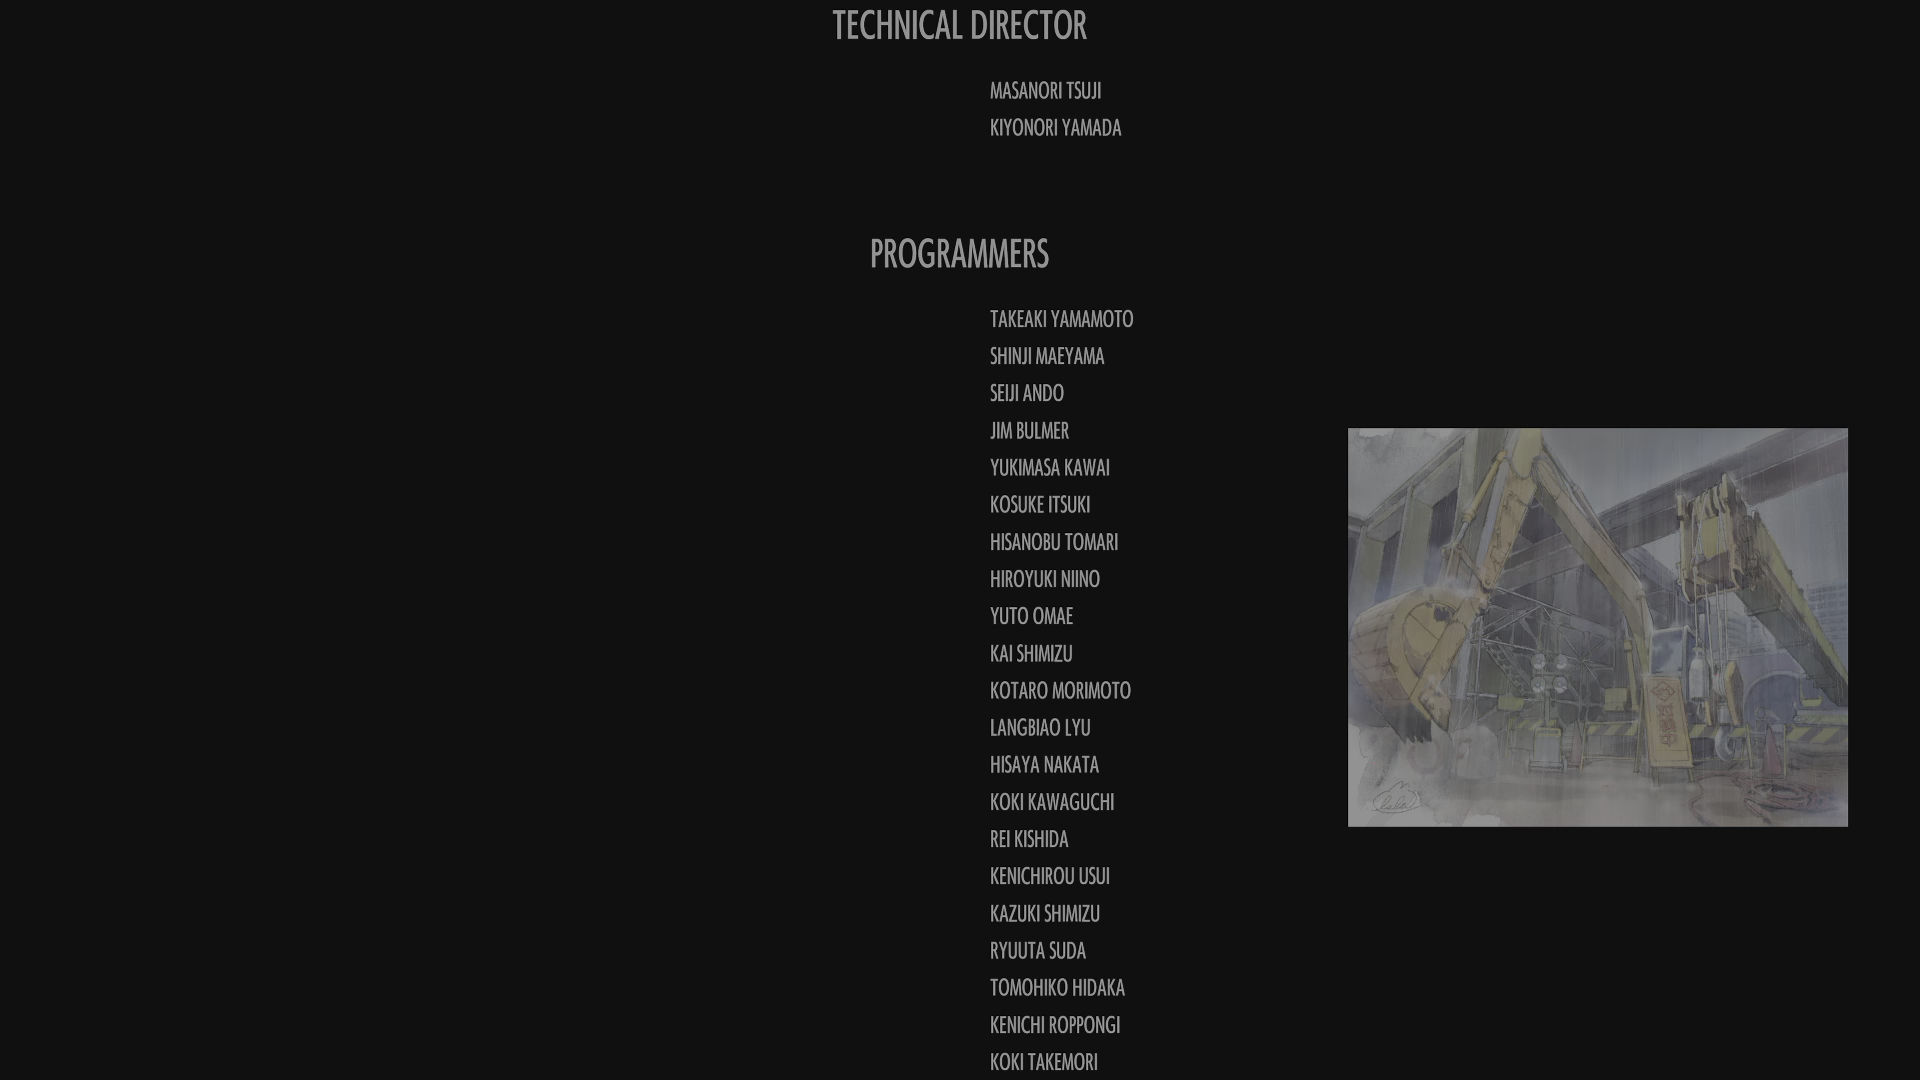 TECHNICAL DIRECTOR
MASANORI TSUJI
KIYONORI YAMADA
PROGRAMMERS
TAKEAKI YAMAMOTO
SHINJI MAEYAMA
SEIJI ANDO
JIM BULMER
YUKIMASA KAWAI
KOSUKE ITSUKI
HISANOBU TOMARI
HIROYUKI NIINO
YUTO OMAE
KAI SHIMIZU
KOTARO MORIMOTO
LANGBIAO LYU
HISAYA NAKATA
KOKI KAWAGUCHI
REI KISHIDA
KENICHIROU USUI
KAZUKI SHIMIZU
RYUUTA SUDA
TOMOHIKO HIDAKA
KENICHI ROPPONGI
KOKI TAKEMORI